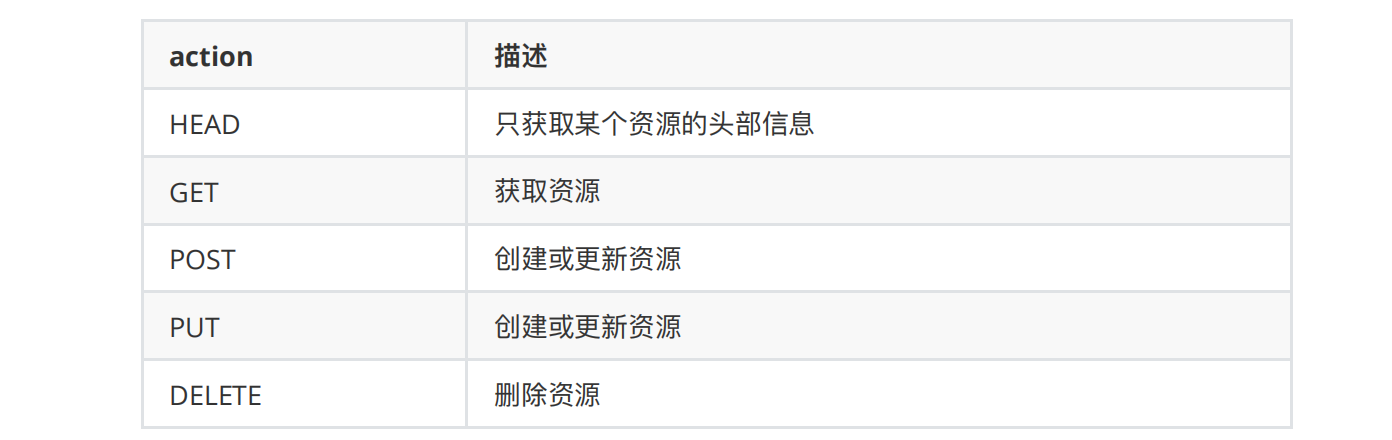 action 描述
HEAD 只获取某个资源的头部信息
GET 获取资源
POST 创建或更新资源
PUT 创建或更新资源
DELETE 删除资源